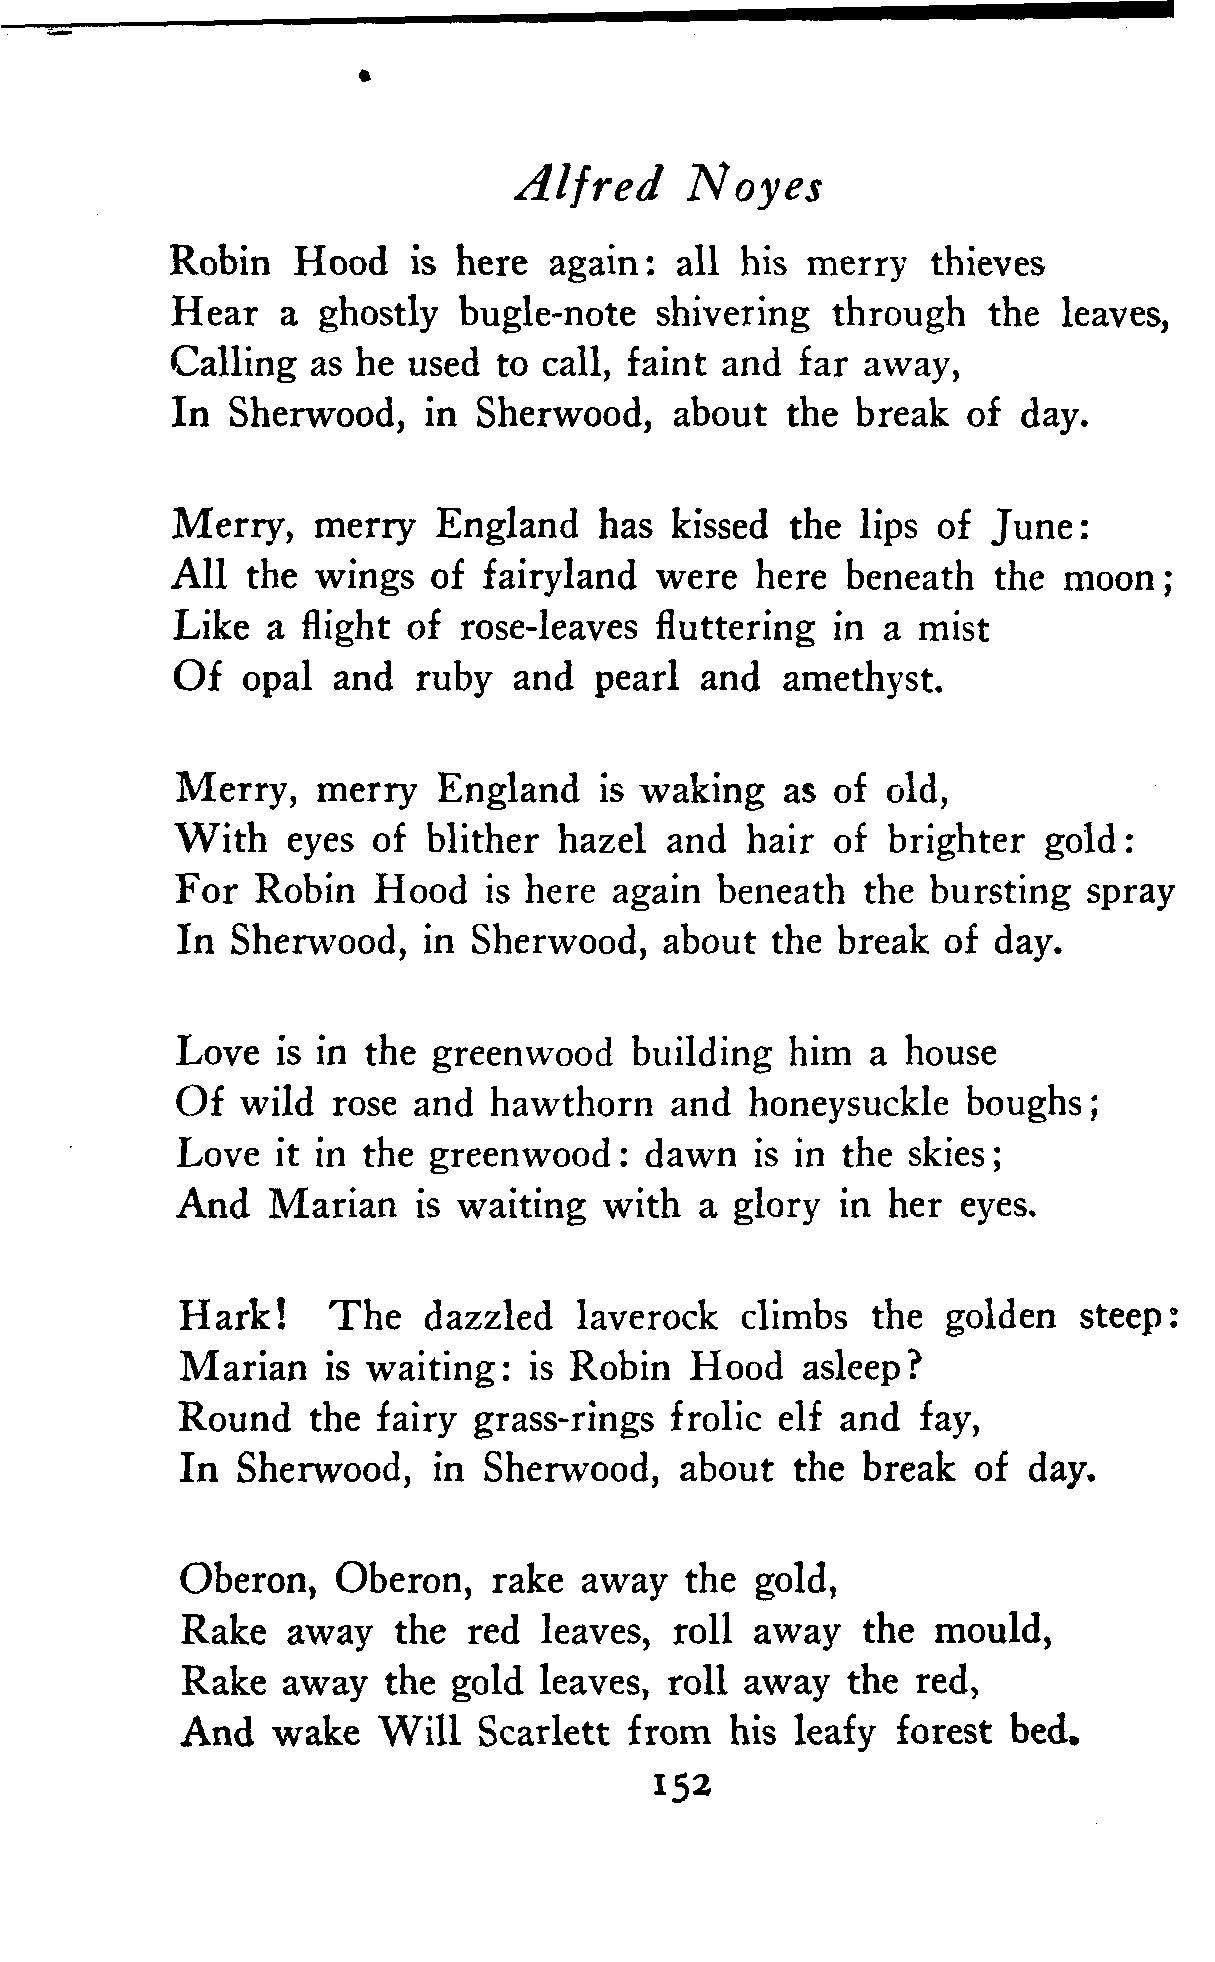 Alfred Noyes
Robin Hood is here again: all his merry thieves
Hear a ghostly bugle-note shivering through the leaves,
Calling as he used to call, faint and far away,
In Sherwood, in Sherwood, about the break of day.
Merry, merry England has kissed the lips of June:
All the wings of fairyland were here beneath the moon;
Like a flight of rose-leaves fluttering in a mist
Of opal and ruby and pearl and amethyst.
Merry, merry England is waking as of old,
With eyes of blither hazel and hair of brighter gold:
For Robin Hood is here again beneath the bursting spray
In Sherwood, in Sherwood, about the break of day.
Love is in the greenwood building him a house
Of wild rose and hawthorn and honeysuckle boughs;
Love it in the greenwood: dawn is in the skies;
And Marian is waiting with a glory in her eyes.
Hark! The dazzled laverock climbs the golden steep:
Marian is waiting: is Robin Hood asleep?
Round the fairy grass-rings frolic elf and fay,
In Sherwood, in Sherwood, about the break of day.
Oberon, Oberon, rake away the gold,
Rake away the red leaves, roll away the mould,
Rake away the gold leaves, roll away the red,
And wake Will Scarlett from his leafy forest bed.
152